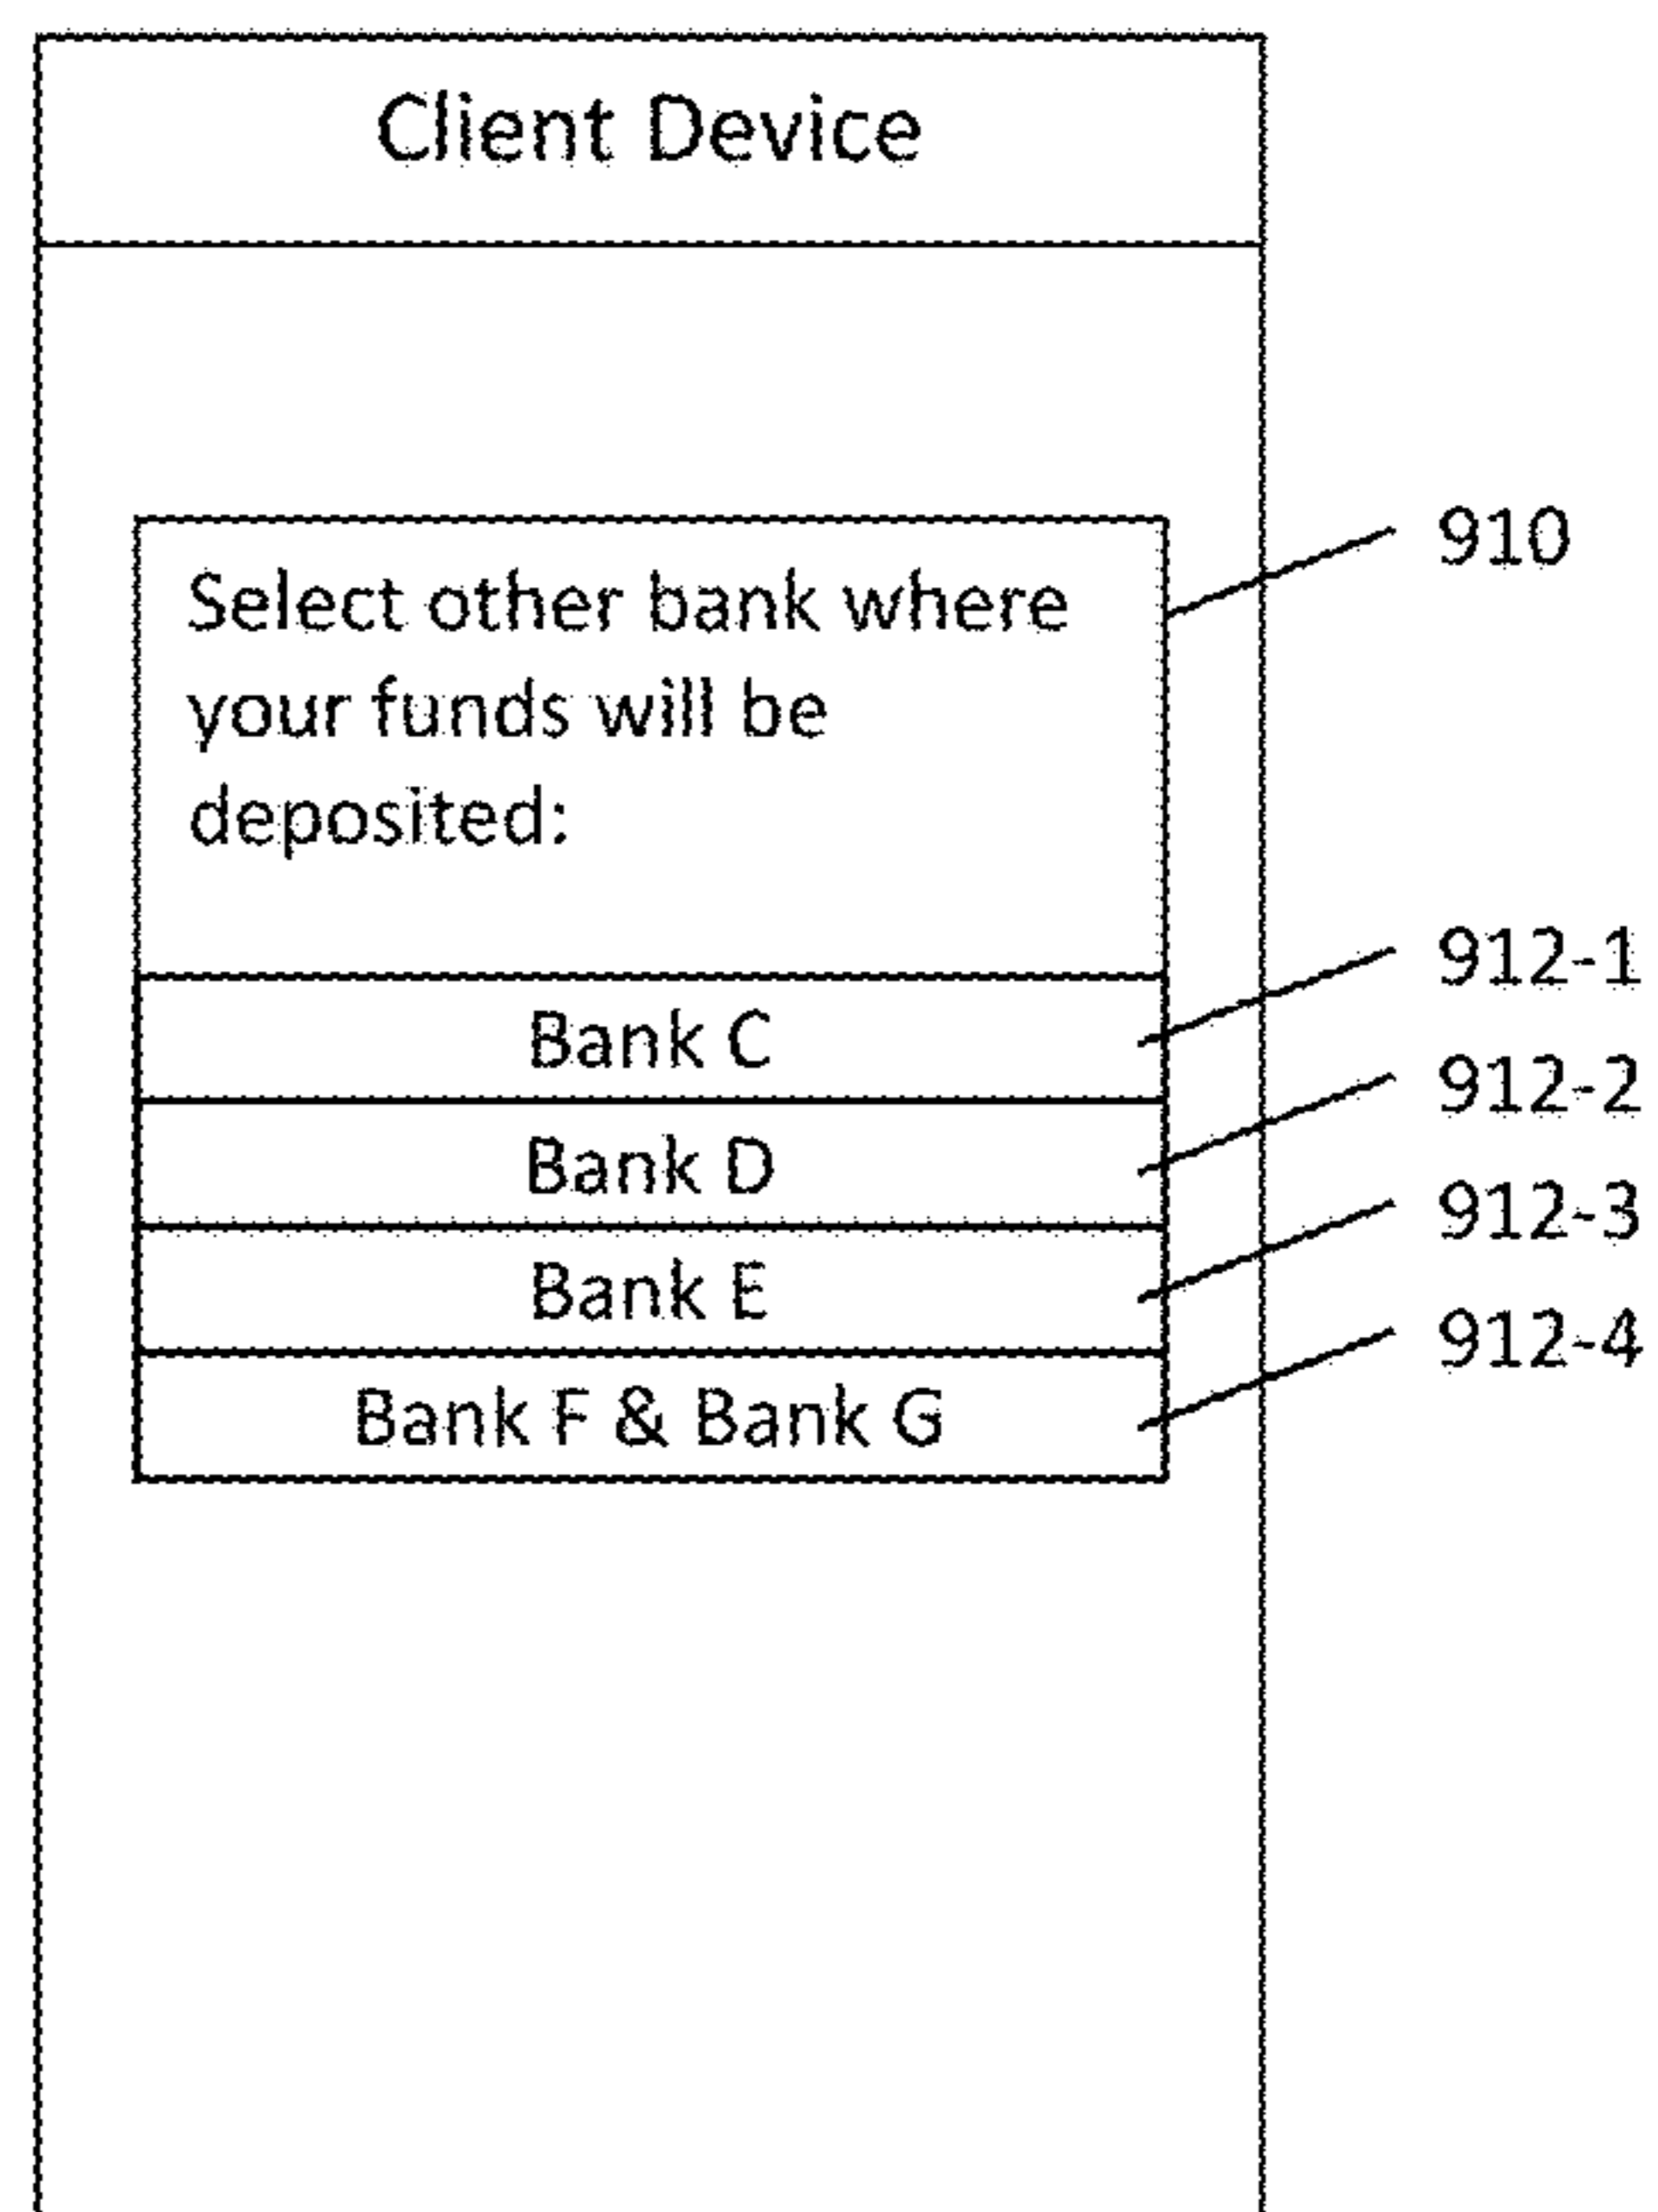 Client Device
910
Select other bank where
your funds will be
deposited:
912-1
Bank C
912-2
Bank D
912-3
Bank E
912-4
Bank F & Bank G